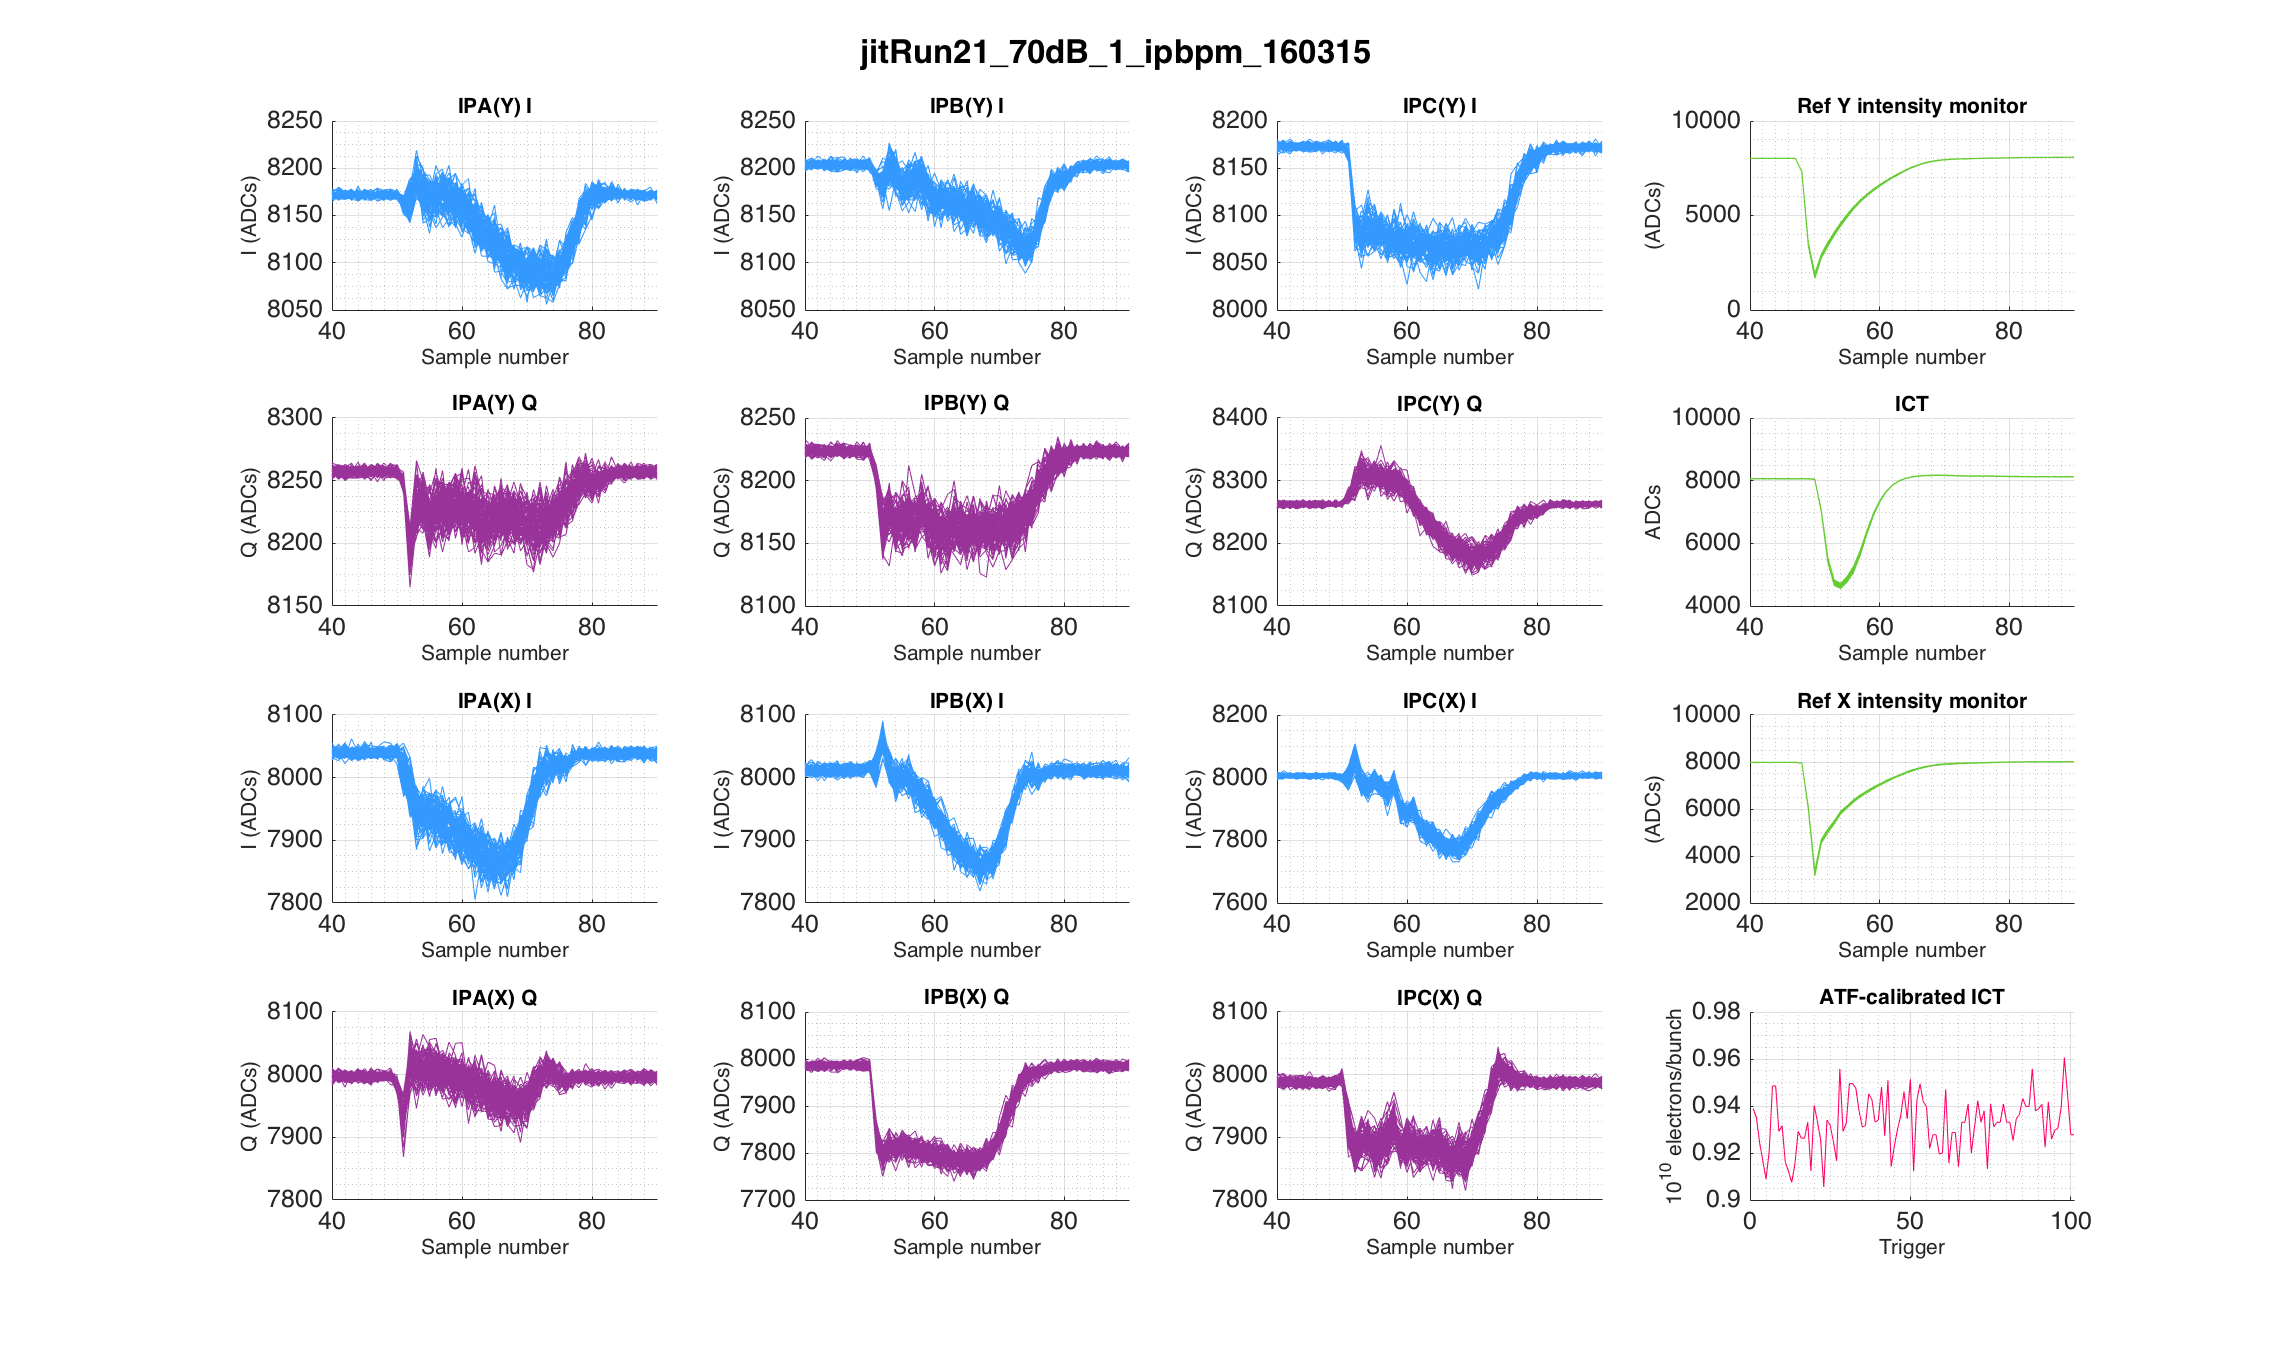 jitRun21_70dB_1_ipbpm_160315
IPA(Y) I
I (ADCs)
8250
8200
8150
8100
8050
40 60 80
Sample number
IPB(Y) I
I (ADCs)
8250
8200
8150
8100
8050
40 60 80
Sample number
IPC(Y) I
I (ADCs)
8200
8150
8100
8050
8000
40 60 80
Sample number
Ref Y intensity monitor
(ADCs)
10000
5000
0
40 60 80
Sample number
IPA(Y) Q
Q (ADCs)
8300
8250
8200
8150
40 60 80
Sample number
IPB(Y) Q
Q (ADCs)
8250
8200
8150
8100
40 60 80
Sample number
IPC(Y) Q
Q (ADCs)
8400
8300
8200
8100
40 60 80
Sample number
ICT
ADCs
10000
8000
6000
4000
40 60 80
Sample number
IPA(X) I
I (ADCs)
8100
8000
7900
7800
40 60 80
Sample number
IPB(X) I
I (ADCs)
8100
8000
7900
7800
40 60 80
Sample number
IPC(X) I
I (ADCs)
8200
8000
7800
7600
40 60 80
Sample number
Ref X intensity monitor
(ADCs)
10000
8000
6000
4000
2000
40 60 80
Sample number
IPA(X) Q
Q (ADCs)
8100
8000
7900
7800
40 60 80
Sample number
IPB(X) Q
Q (ADCs)
8100
8000
7900
7800
7700
40 60 80
Sample number
IPC(X) Q
Q (ADCs)
8100
8000
7900
7800
40 60 80
Sample number
ATF-calibrated ICT
10^10 electrons/bunch
0.98
0.96
0.94
0.92
0.9
0 50 100
Trigger